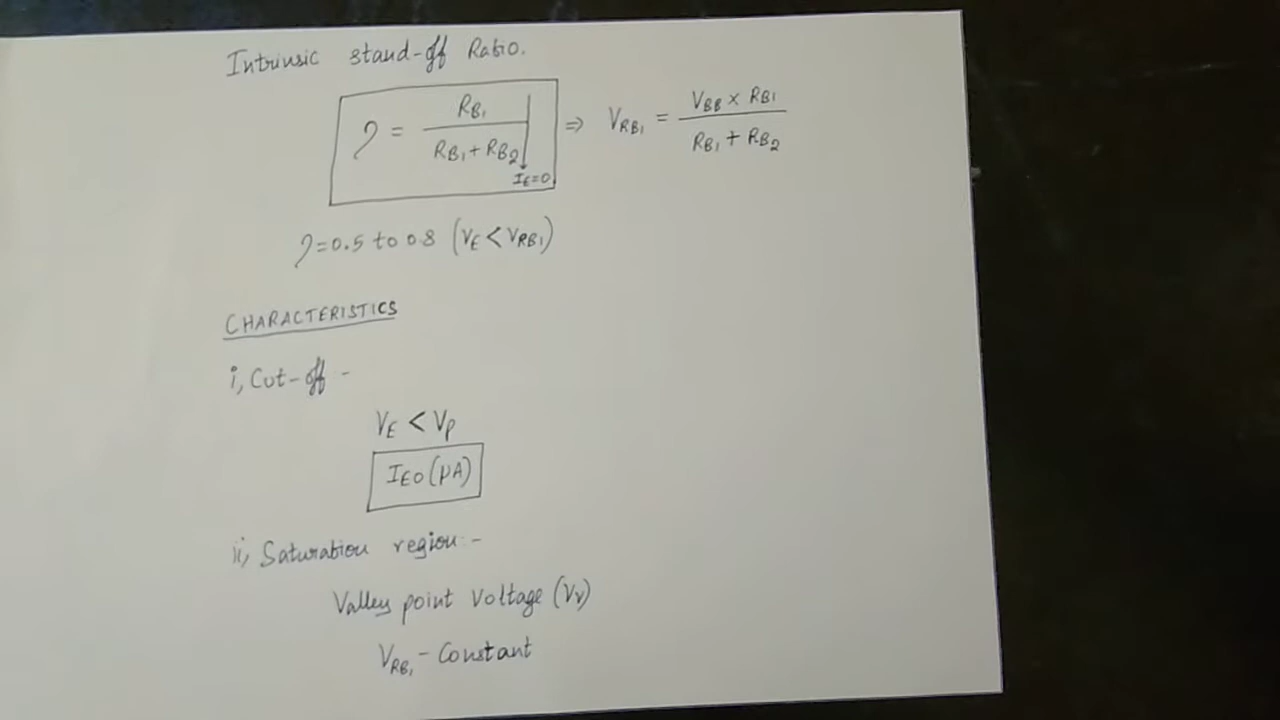 Intrinsic stand-off Ratio.
η = RB1 / (RB1 + RB2) | IE=0 ⇒ VRB1 = (VBB × RB1) / (RB1 + RB2)
η=0.5 to 0.8 (VE < VRB1)
CHARACTERISTICS
i, Cut-off -
VE < VP
IEO (μA)
ii, Saturation region:-
Valley point voltage (Vv)
VRB1 - Constant